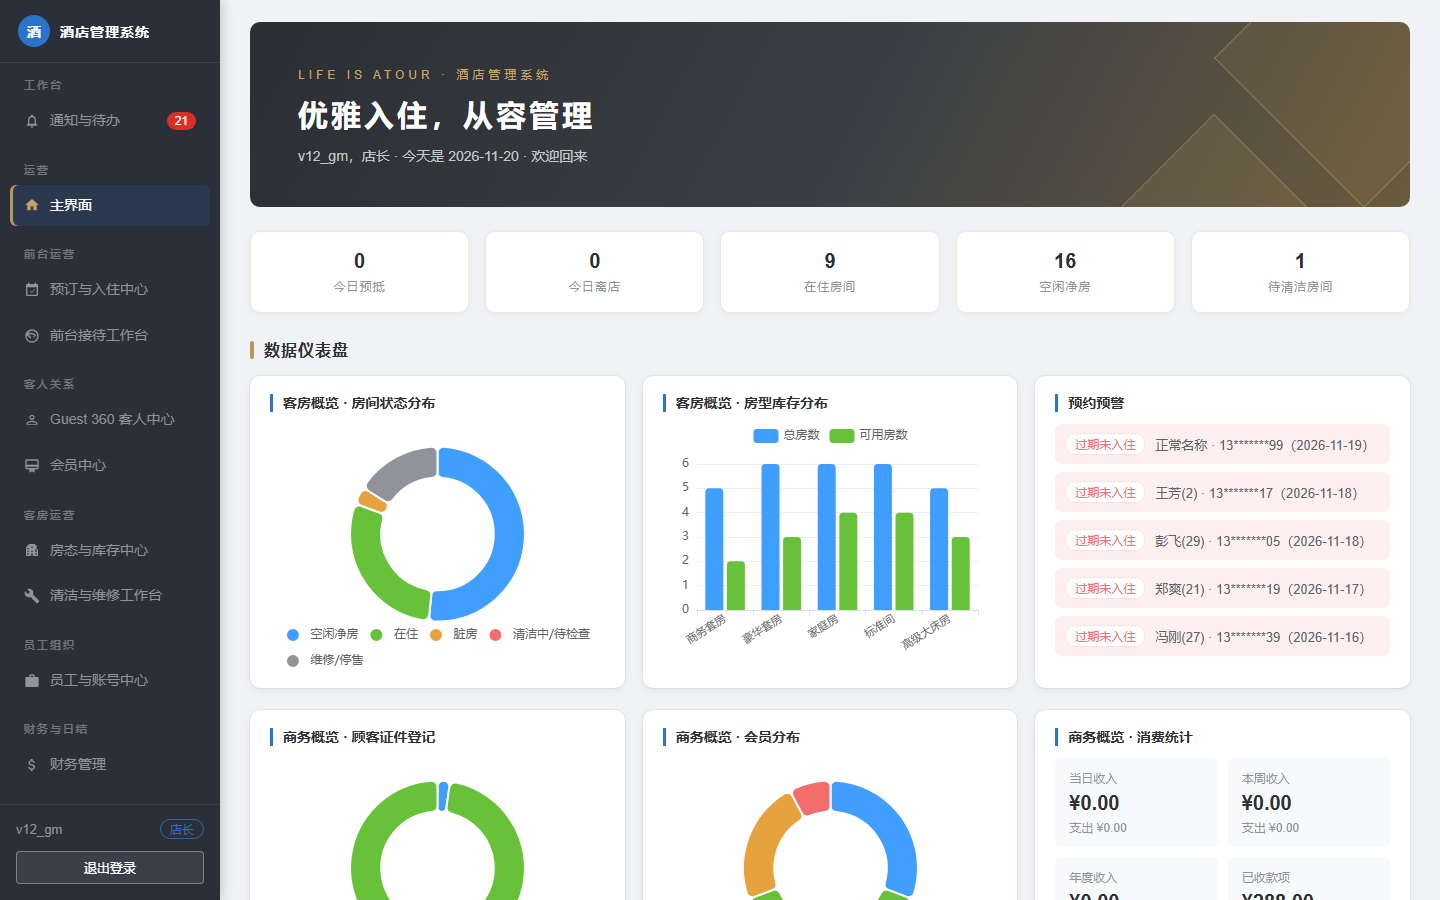 酒 酒店管理系统
工作台
通知与待办 21
运营
主界面
前台运营
预订与入住中心
前台接待工作台
客人关系
Guest 360 客人中心
会员中心
客房运营
房态与库存中心
清洁与维修工作台
员工组织
员工与账号中心
财务与日结
财务管理
v12_gm 店长
退出登录
LIFE IS ATOUR · 酒店管理系统
优雅入住，从容管理
v12_gm，店长 · 今天是 2026-11-20 · 欢迎回来
0
今日预抵
0
今日离店
9
在住房间
16
空闲净房
1
待清洁房间
数据仪表盘
客房概览 · 房间状态分布
空闲净房 在住 脏房 清洁中/待检查
维修/停售
客房概览 · 房型库存分布
总房数 可用房数
6
5
4
3
2
1
0
商务套房 豪华套房 家庭房 标准间 高级大床房
预约预警
过期未入住 正常名称 · 13*******99（2026-11-19）
过期未入住 王芳(2) · 13*******17（2026-11-18）
过期未入住 彭飞(29) · 13*******05（2026-11-18）
过期未入住 郑爽(21) · 13*******19（2026-11-17）
过期未入住 冯刚(27) · 13*******39（2026-11-16）
商务概览 · 顾客证件登记
商务概览 · 会员分布
商务概览 · 消费统计
当日收入
¥0.00
支出 ¥0.00
本周收入
¥0.00
支出 ¥0.00
年度收入
¥0.00
已收款项
¥288.00